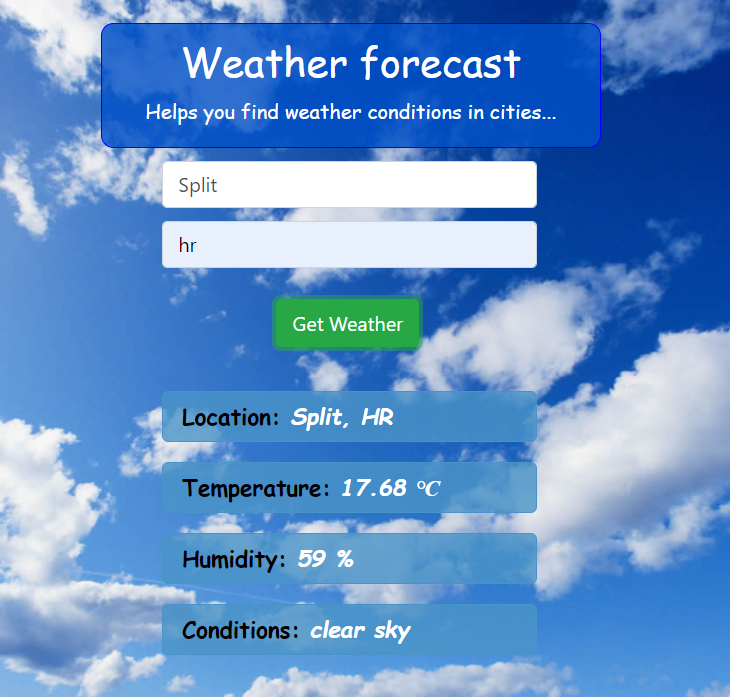 Weather forecast
Helps you find weather conditions in cities...
Split
hr
Get Weather
Location: Split, HR
Temperature: 17.68 °C
Humidity: 59 %
Conditions: clear sky